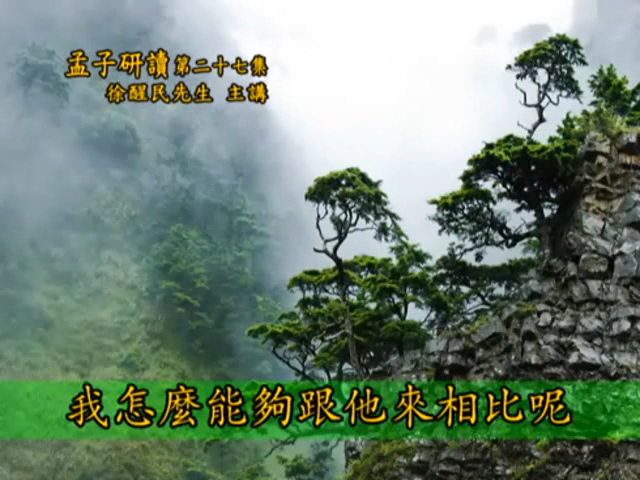 孟子研讀第二十七集
徐醒民先生 主講
我怎麼能夠跟他來相比呢